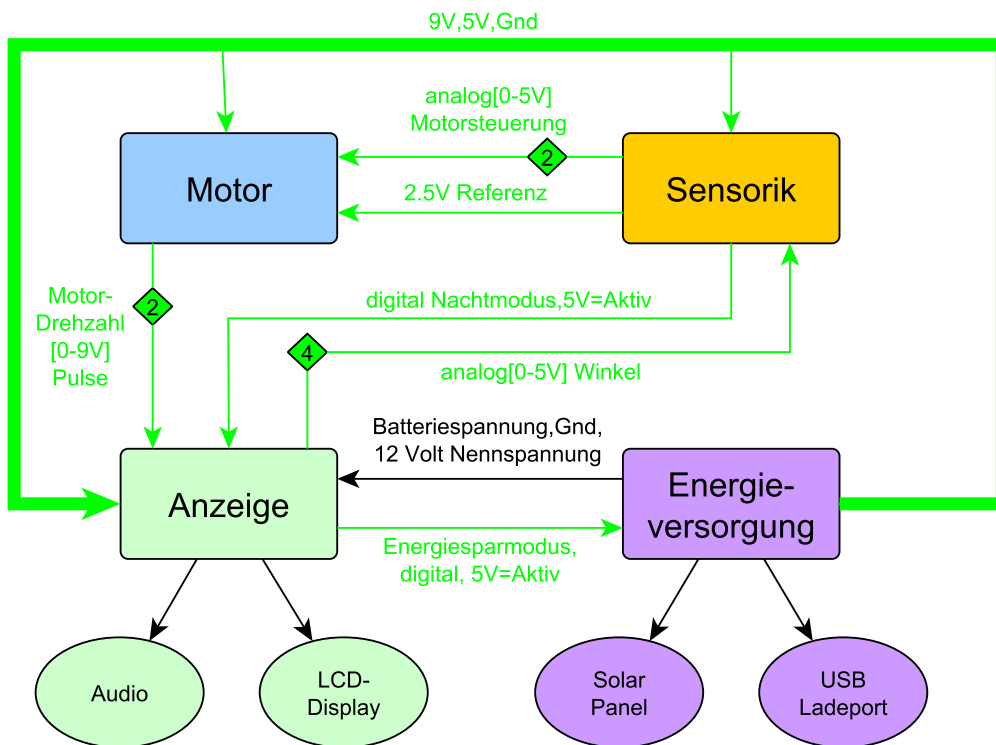 9V,5V,Gnd
analog[0-5V]
Motorsteuerung
2
Motor
Sensorik
2.5V Referenz
Motor-
Drehzahl
[0-9V]
Pulse
2
digital Nachtmodus,5V=Aktiv
4
analog[0-5V] Winkel
Batteriespannung,Gnd,
12 Volt Nennspannung
Anzeige
Energie-
versorgung
Energiesparmodus,
digital, 5V=Aktiv
Audio
LCD-
Display
Solar
Panel
USB
Ladeport